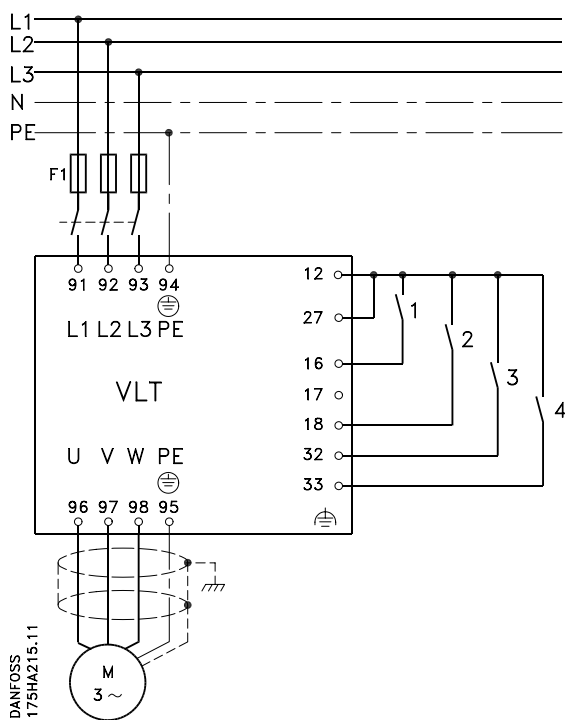 L1
L2
L3
N
PE
F1
91 92 93 94
L1 L2 L3 PE
12
27
16
17
18
32
33
1
2
3
4
VLT
U V W PE
96 97 98 95
M
3 ~
DANFOSS
175HA215.11